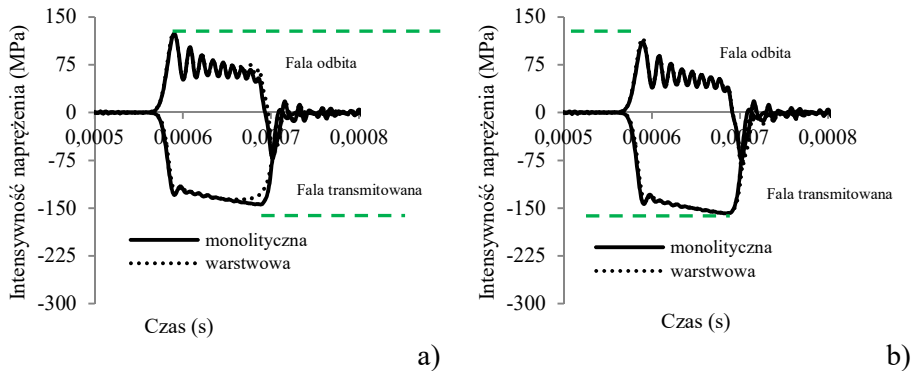 Intensywność naprężenia (MPa)
150
75
0
-75
-150
-225
-300
0,0005
0,0006
0,0007
0,0008
Fala odbita
Fala transmitowana
monolityczna
warstwowa
Czas (s)
a)
Intensywność naprężenia (MPa)
150
75
0
-75
-150
-225
-300
0,0005
0,0006
0,0007
0,0008
Fala odbita
Fala transmitowana
monolityczna
warstwowa
Czas (s)
b)